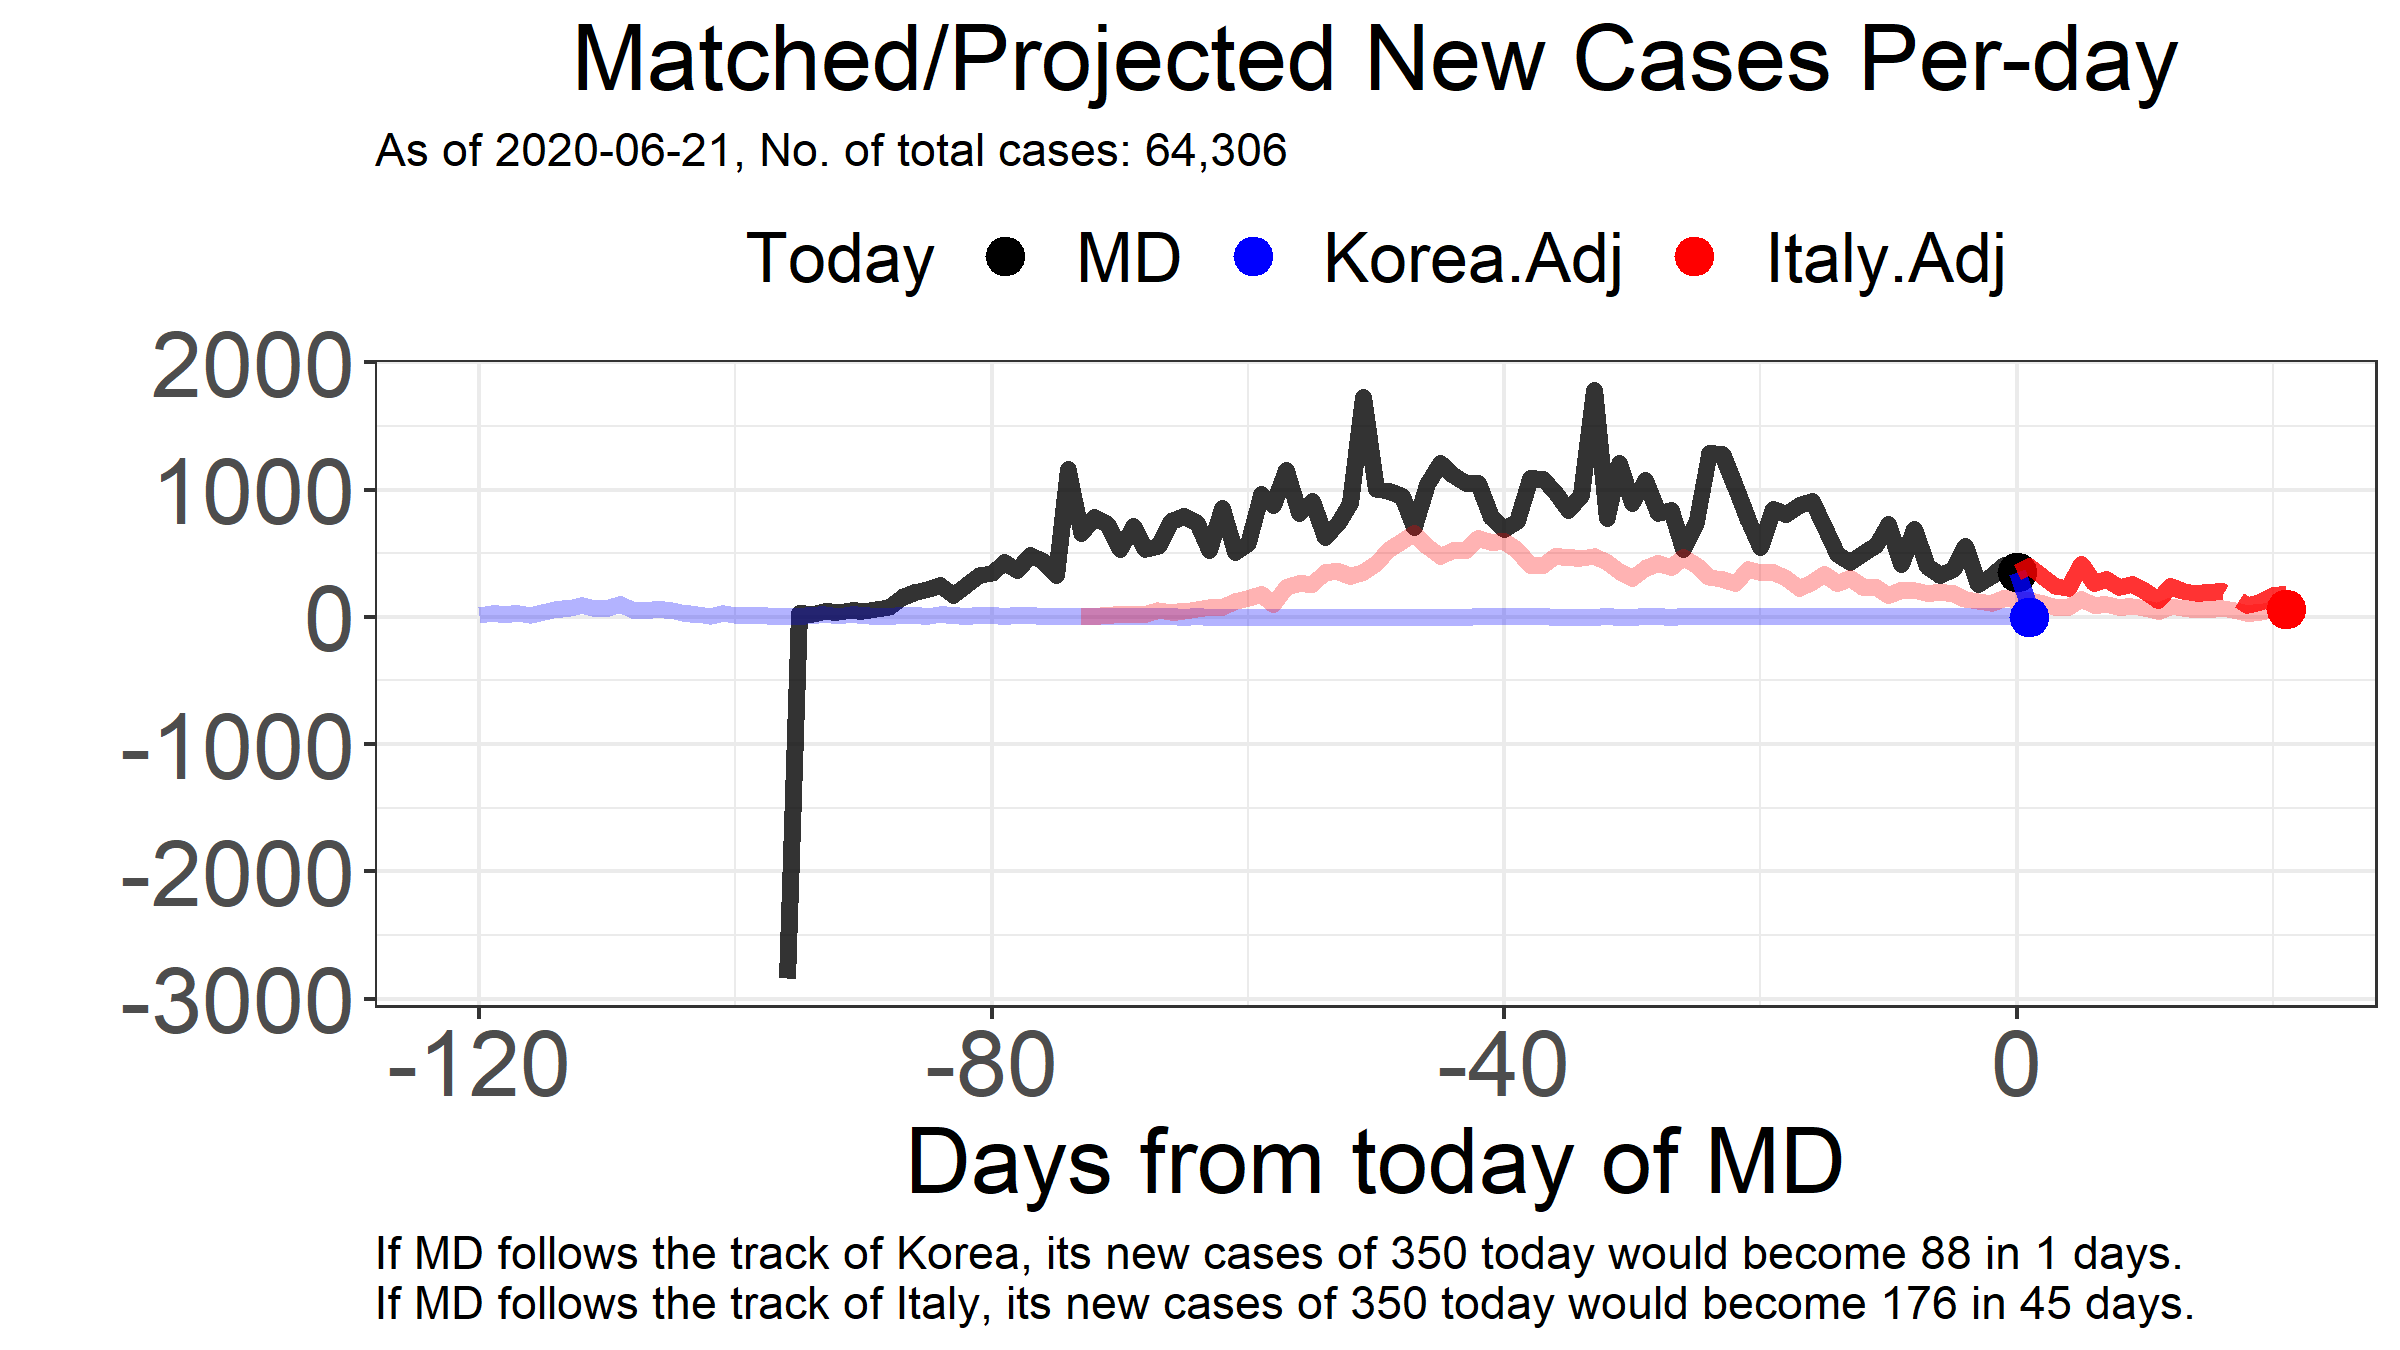 Matched/Projected New Cases Per-day
As of 2020-06-21, No. of total cases: 64,306
Today MD Korea.Adj Italy.Adj
2000
1000
0
-1000
-2000
-3000
-120 -80 -40 0
Days from today of MD
If MD follows the track of Korea, its new cases of 350 today would become 88 in 1 days.
If MD follows the track of Italy, its new cases of 350 today would become 176 in 45 days.